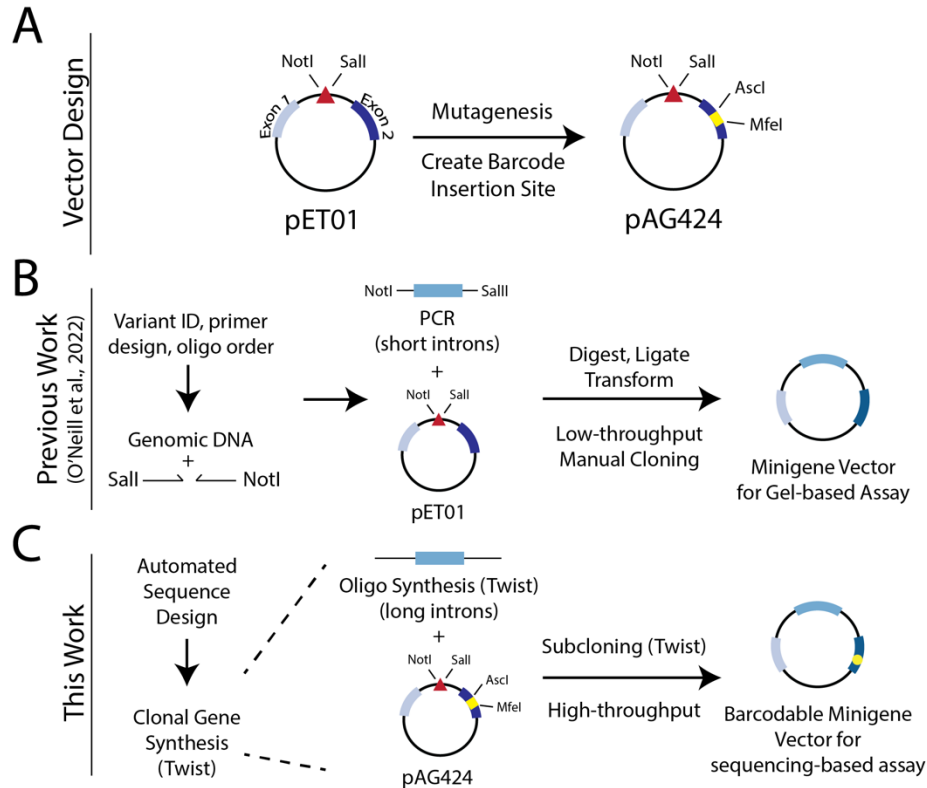 A
Vector Design
NotI
SalI
Exon 1
Exon 2
pET01
Mutagenesis
Create Barcode
Insertion Site
NotI
SalI
AscI
MfeI
pAG424
B
Previous Work
(O'Neill et al., 2022)
Variant ID, primer
design, oligo order
Genomic DNA
+
SalI
NotI
NotI
SalII
PCR
(short introns)
+
NotI
SalI
pET01
Digest, Ligate
Transform
Low-throughput
Manual Cloning
Minigene Vector
for Gel-based Assay
C
This Work
Automated
Sequence
Design
Clonal Gene
Synthesis
(Twist)
Oligo Synthesis (Twist)
(long introns)
+
NotI
SalI
AscI
MfeI
pAG424
Subcloning (Twist)
High-throughput
Barcodable Minigene
Vector for
sequencing-based assay